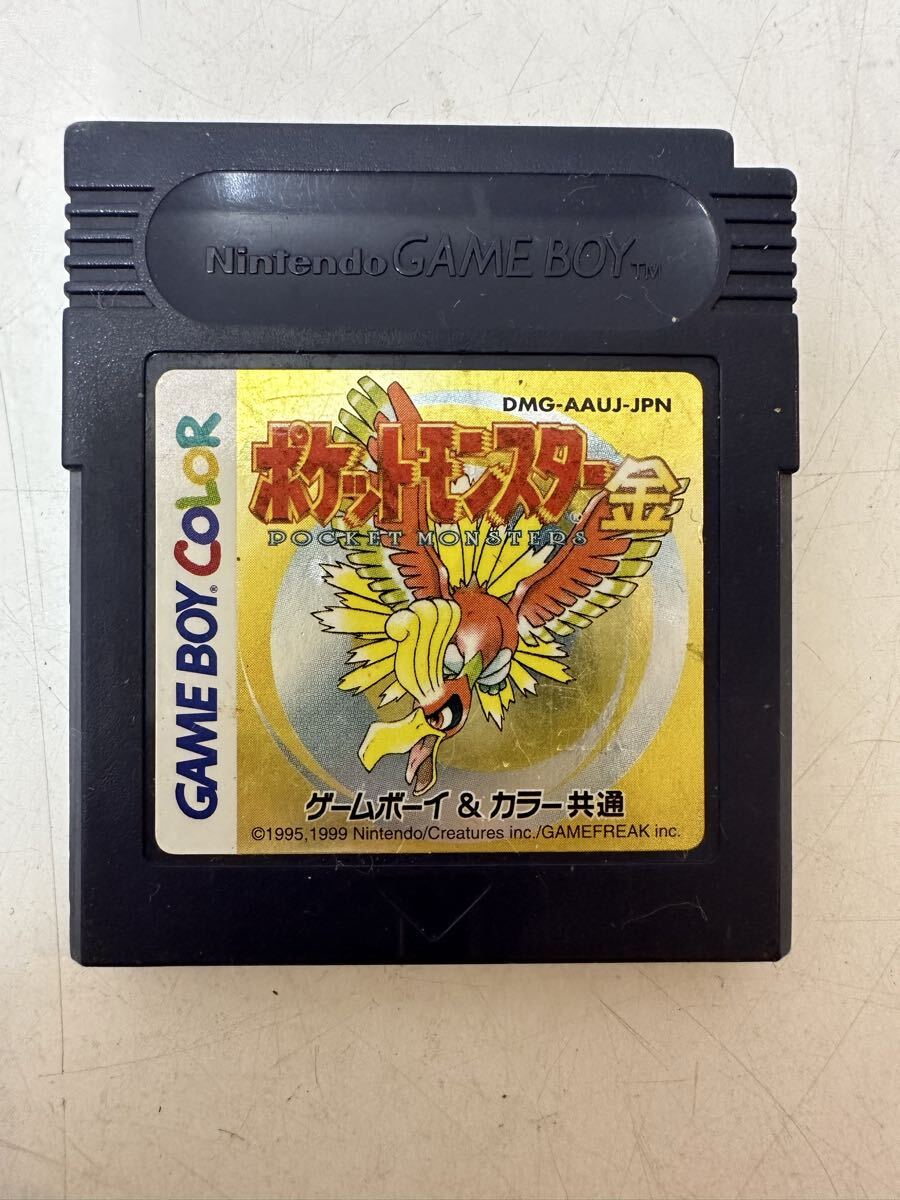 Nintendo GAME BOY™
DMG-AAUJ-JPN
ポケットモンスター金
POCKET MONSTERS
GAME BOY® COLOR
ゲームボーイ & カラー共通
©1995,1999 Nintendo/Creatures inc./GAMEFREAK inc.